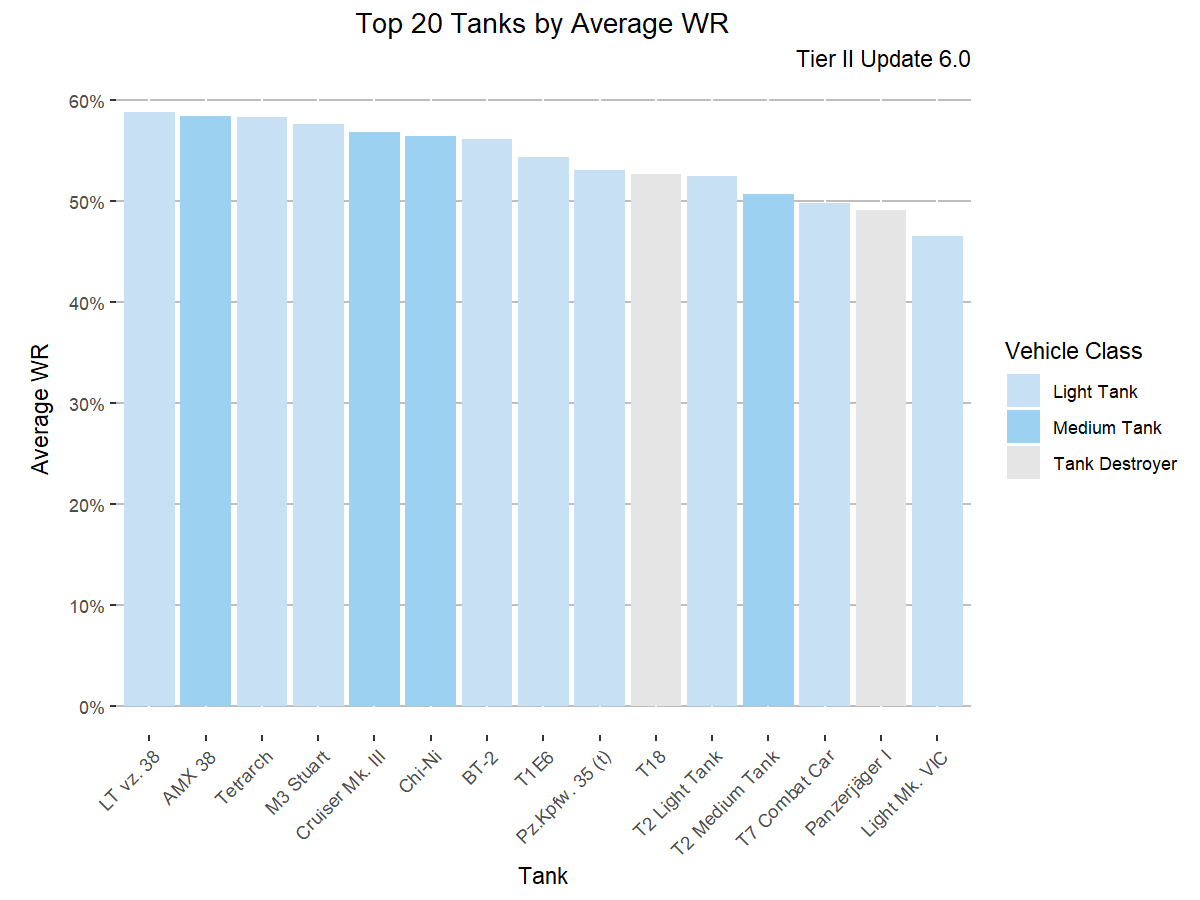 Top 20 Tanks by Average WR
Tier II Update 6.0
Average WR
60%
50%
40%
30%
20%
10%
0%
LT vz. 38
AMX 38
Tetrarch
M3 Stuart
Cruiser Mk. III
Chi-Ni
BT-2
T1E6
Pz.Kpfw. 35 (t)
T18
T2 Light Tank
T2 Medium Tank
T7 Combat Car
Panzerjäger I
Light Mk. VIC
Tank
Vehicle Class
Light Tank
Medium Tank
Tank Destroyer